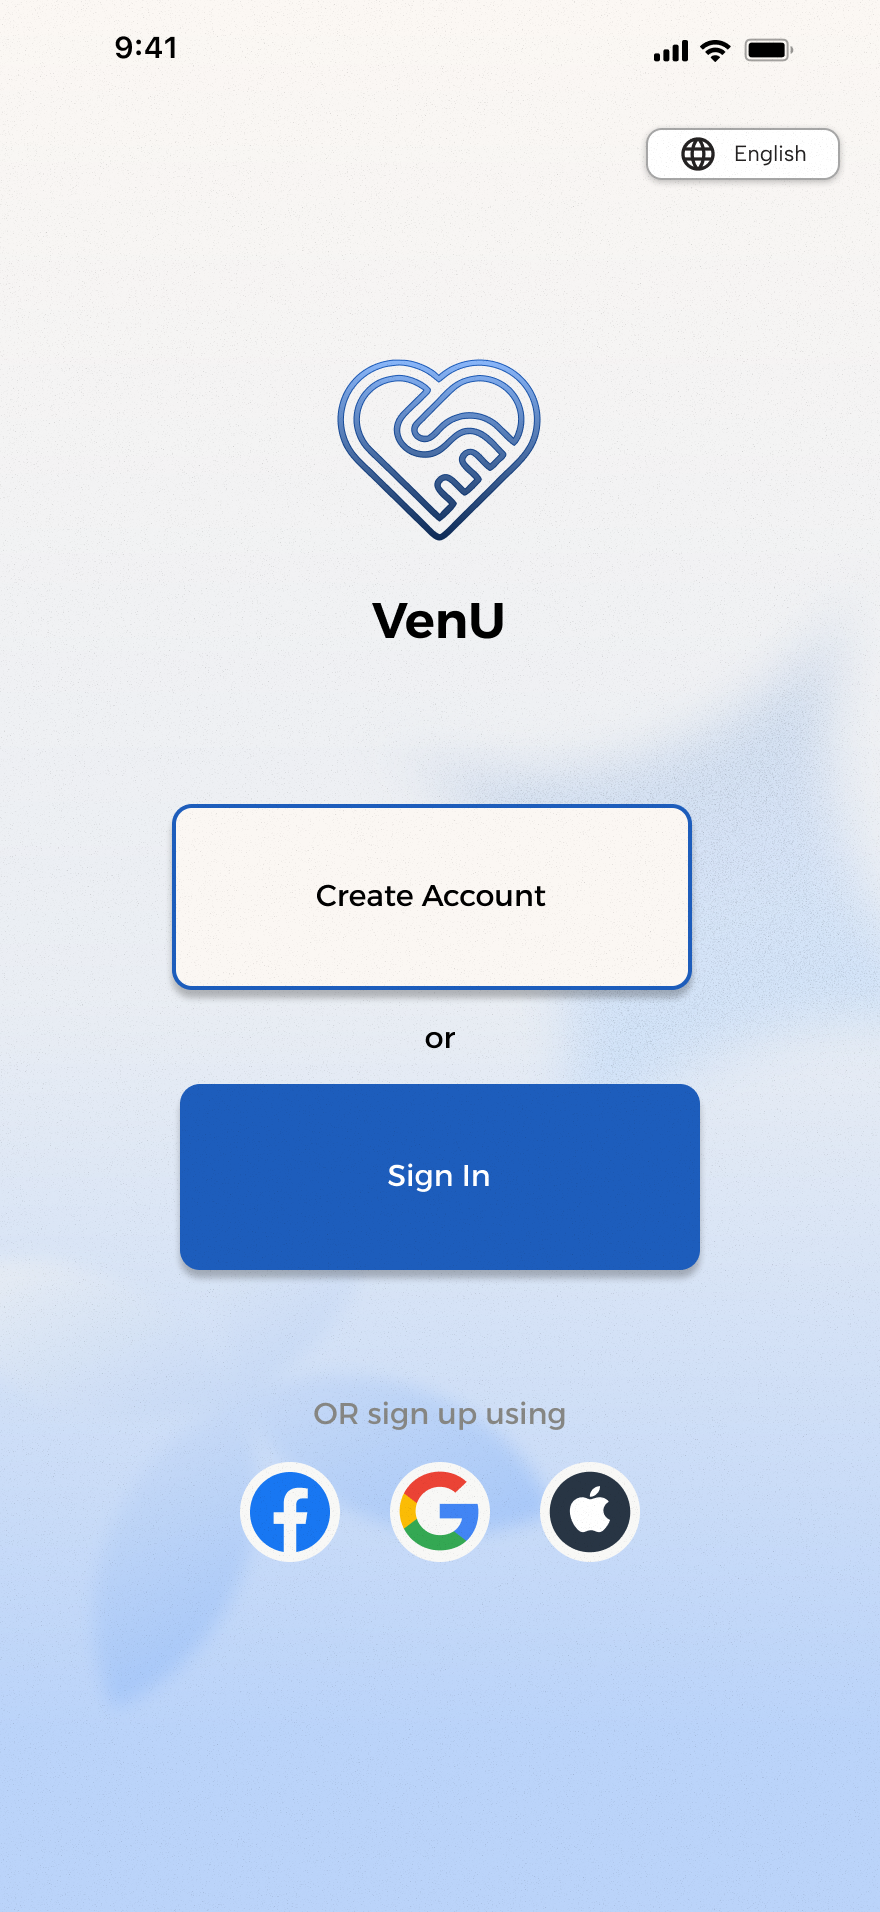 9:41
English
VenU
Create Account
or
Sign In
OR sign up using